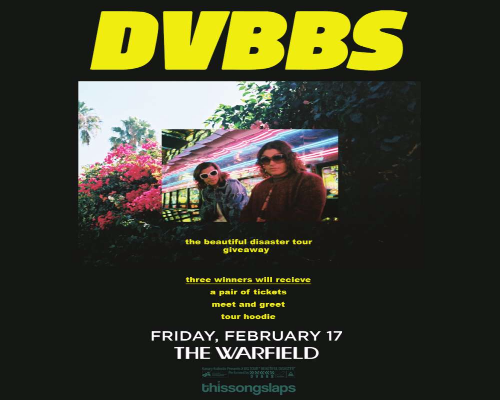 DVBBS
the beautiful disaster tour
giveaway
three winners will recieve
a pair of tickets
meet and greet
tour hoodie
FRIDAY, FEBRUARY 17
THE WARFIELD
thissongslaps